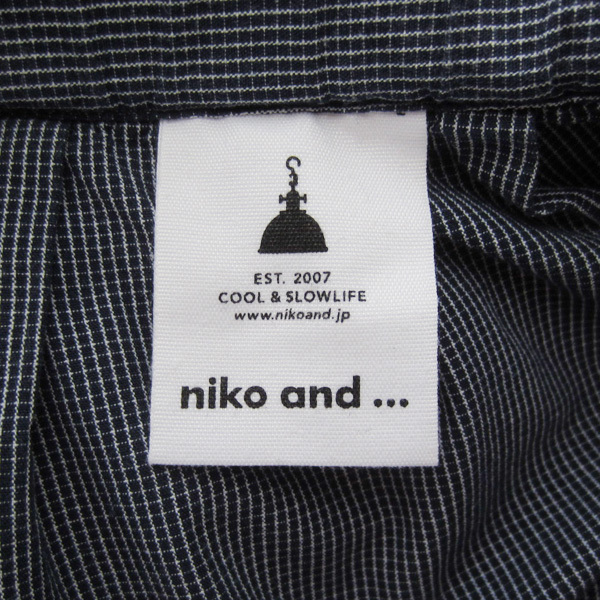 EST. 2007
COOL & SLOWLIFE
www.nikoand.jp
niko and ...